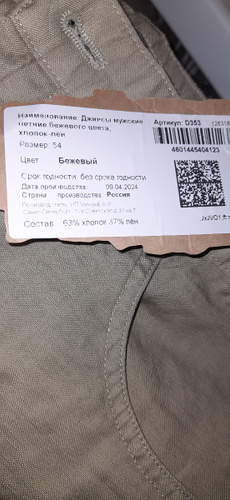 Наименование: Джинсы мужские
летние бежевого цвета,
хлопок-лен
Артикул: D353
Размер: 54
4601445404123
Цвет Бежевый
Срок годности без срока годности
Дата производства 09.04.2024
Страна производства Россия
Состав: 63% хлопок 37% лён